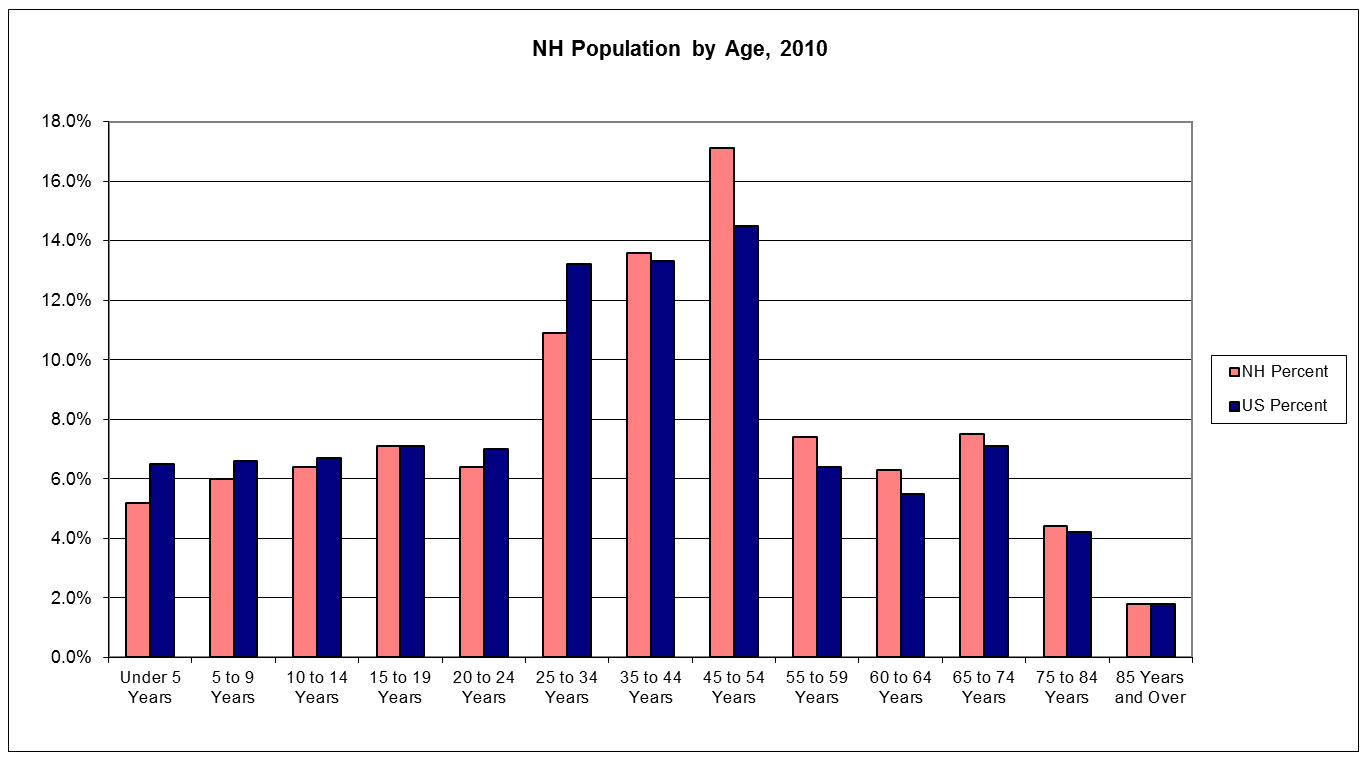 NH Population by Age, 2010
18.0%
16.0%
14.0%
12.0%
10.0%
8.0%
6.0%
4.0%
2.0%
0.0%
Under 5
Years
5 to 9
Years
10 to 14
Years
15 to 19
Years
20 to 24
Years
25 to 34
Years
35 to 44
Years
45 to 54
Years
55 to 59
Years
60 to 64
Years
65 to 74
Years
75 to 84
Years
85 Years
and Over
NH Percent
US Percent